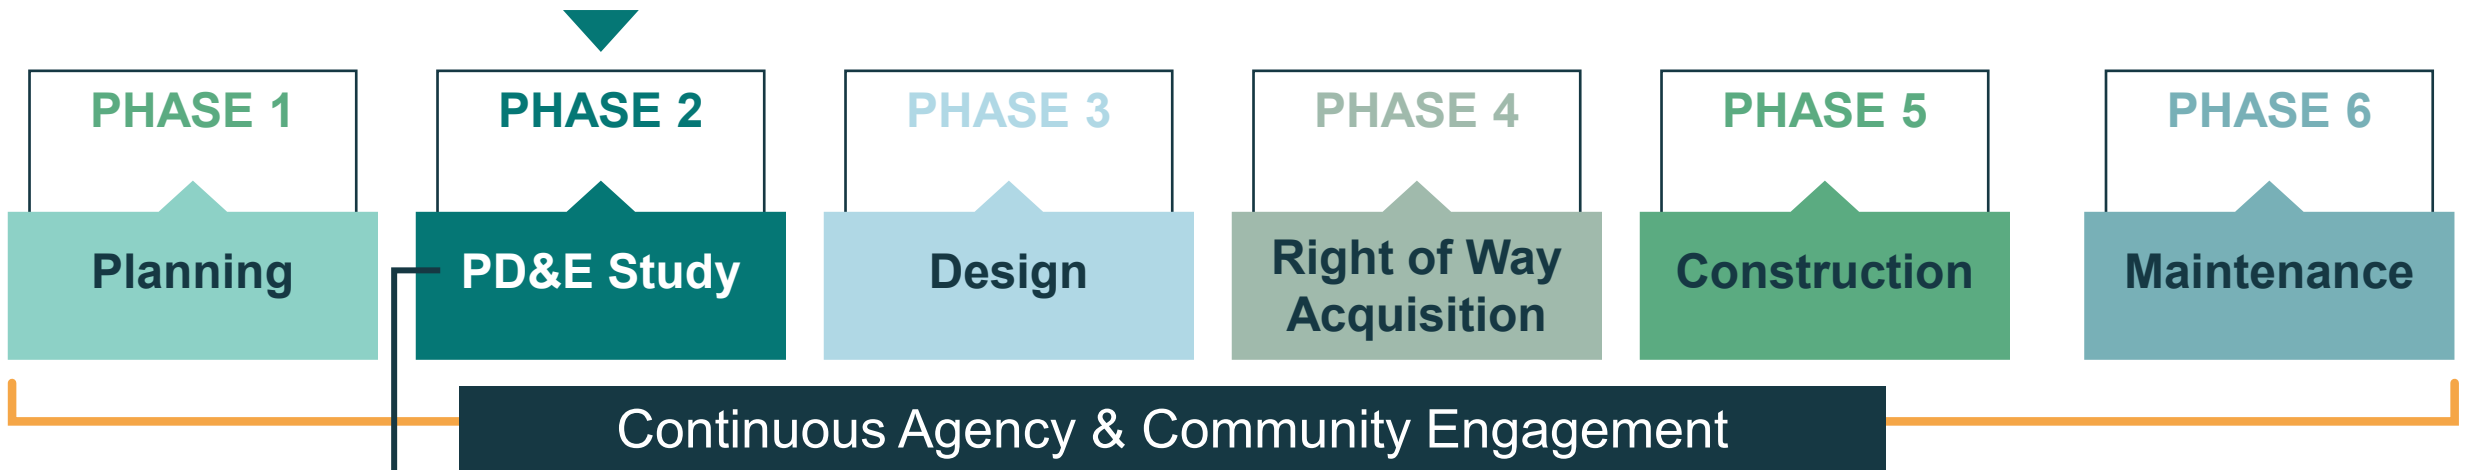 PHASE 1
PHASE 2
PHASE 3
PHASE 4
PHASE 5
PHASE 6
Planning
PD&E Study
Design
Right of Way
Acquisition
Construction
Maintenance
Continuous Agency & Community Engagement